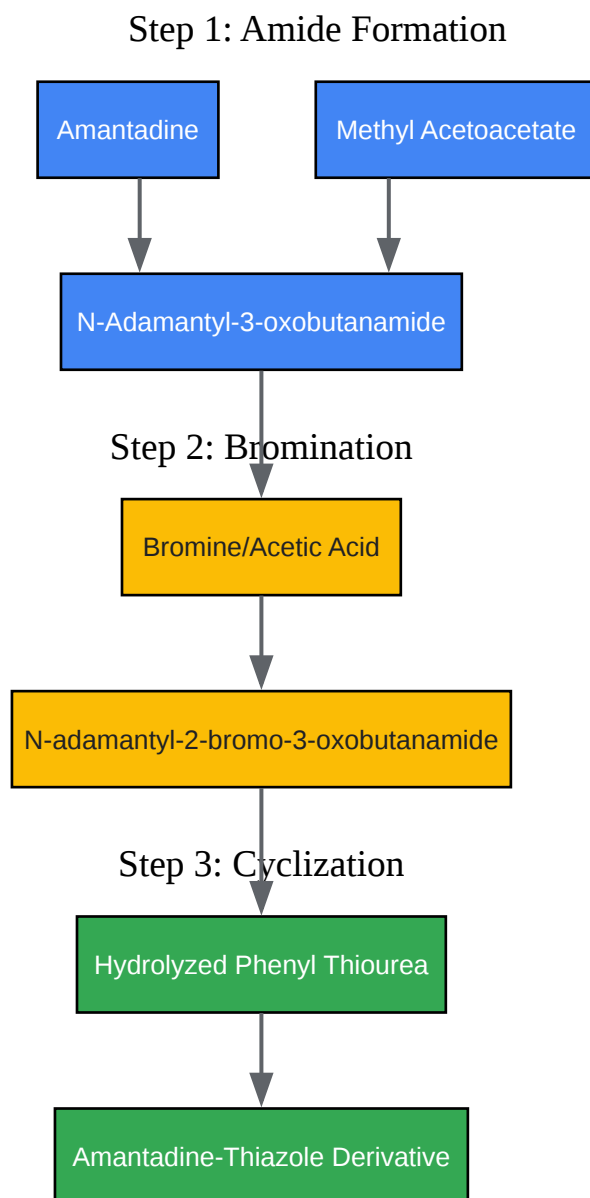 Step 1: Amide Formation
Amantadine
Methyl Acetoacetate
N-Adamantyl-3-oxobutanamide
Step 2: Bromination
Bromine/Acetic Acid
N-adamantyl-2-bromo-3-oxobutanamide
Step 3: Cyclization
Hydrolyzed Phenyl Thiourea
Amantadine-Thiazole Derivative